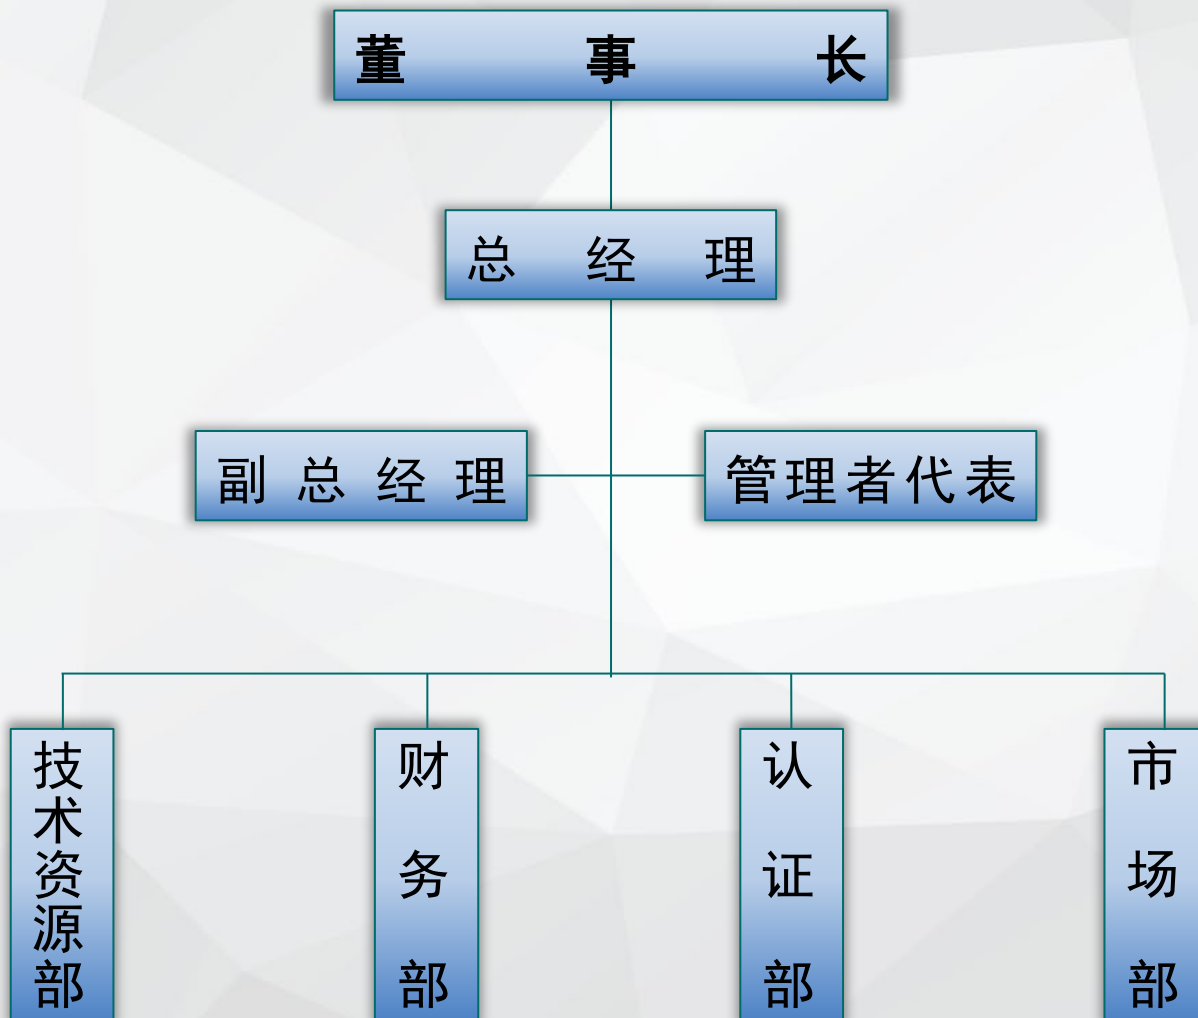 董事长
总经理
副总经理
管理者代表
技术资源部
财务部
认证部
市场部